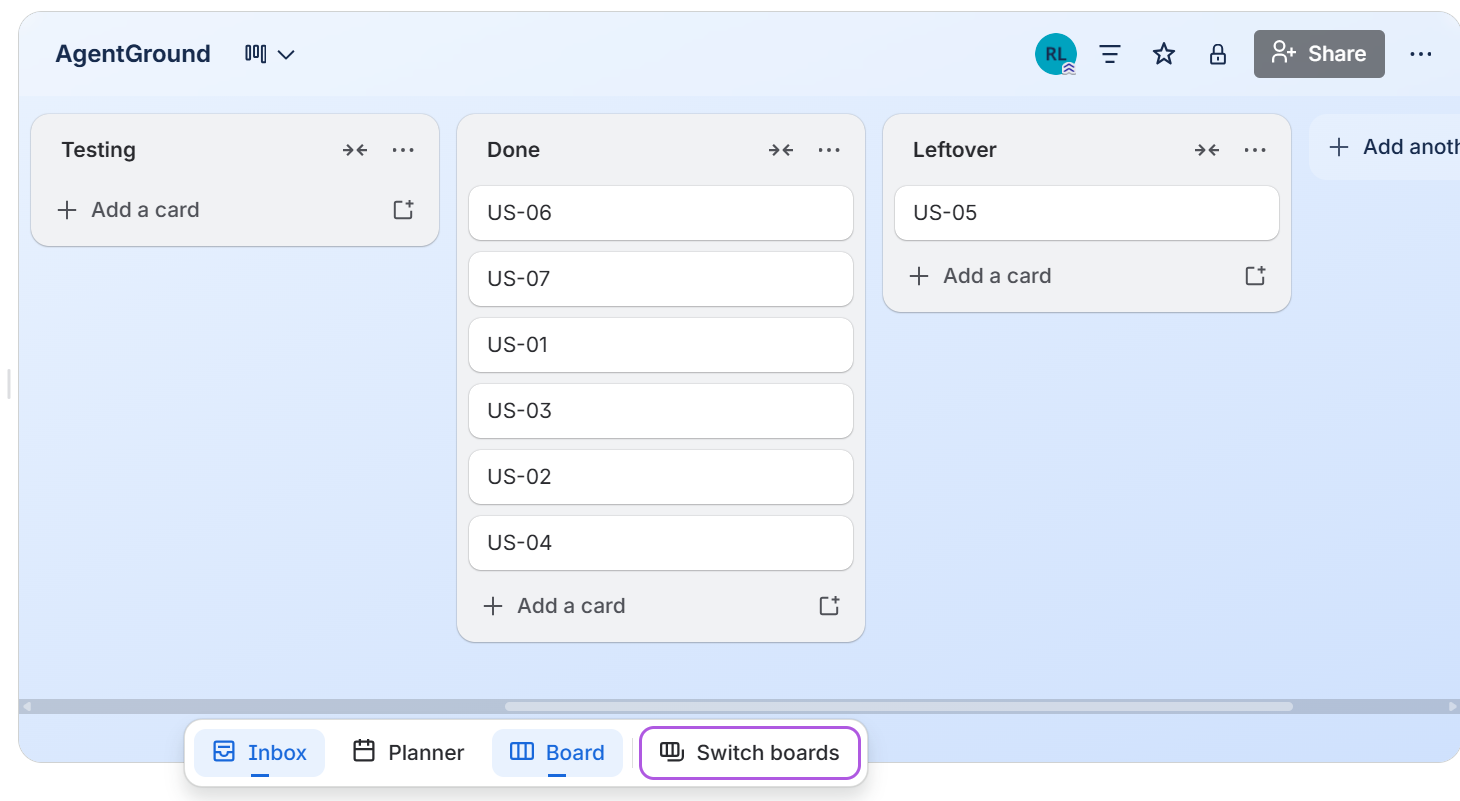 AgentGround
RL
Share
Testing
Add a card
Done
US-06
US-07
US-01
US-03
US-02
US-04
Add a card
Leftover
US-05
Add a card
Add anoth
Inbox
Planner
Board
Switch boards